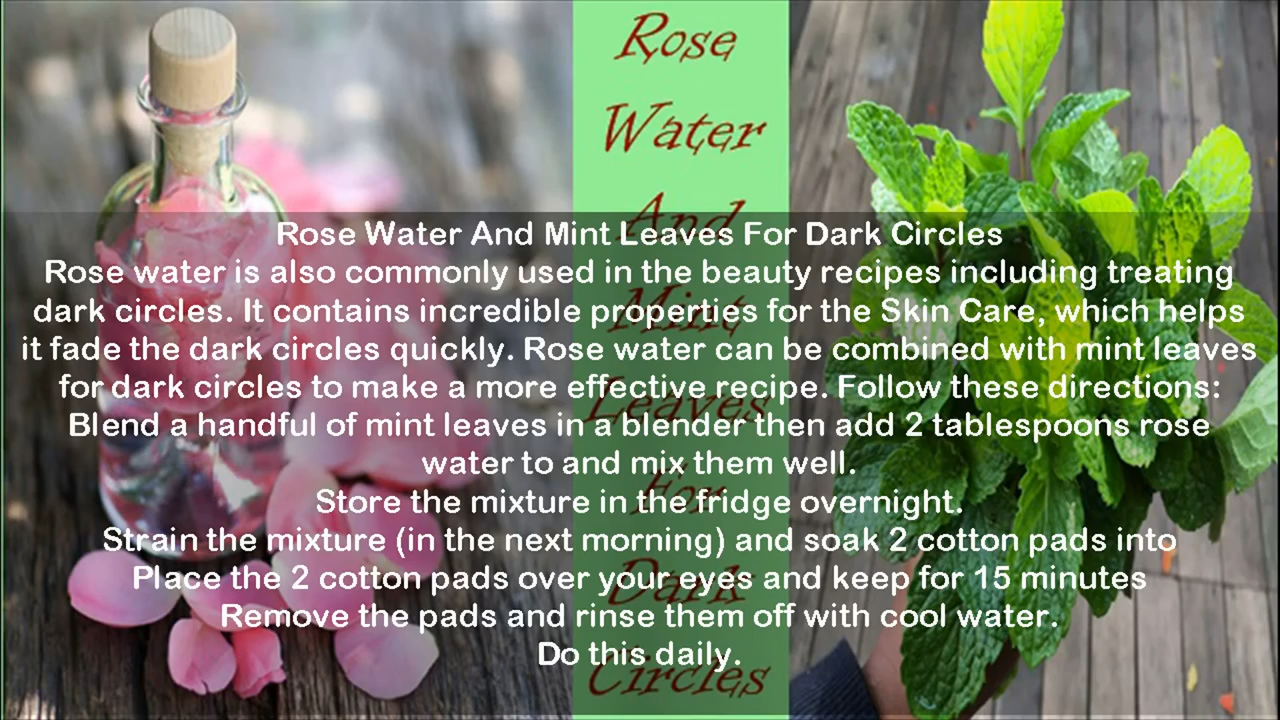 Rose
Water
And
Mint
Leaves
For
Dark
Circles
Rose Water And Mint Leaves For Dark Circles
Rose water is also commonly used in the beauty recipes including treating
dark circles. It contains incredible properties for the Skin Care, which helps
it fade the dark circles quickly. Rose water can be combined with mint leaves
for dark circles to make a more effective recipe. Follow these directions:
Blend a handful of mint leaves in a blender then add 2 tablespoons rose
water to and mix them well.
Store the mixture in the fridge overnight.
Strain the mixture (in the next morning) and soak 2 cotton pads into
Place the 2 cotton pads over your eyes and keep for 15 minutes
Remove the pads and rinse them off with cool water.
Do this daily.